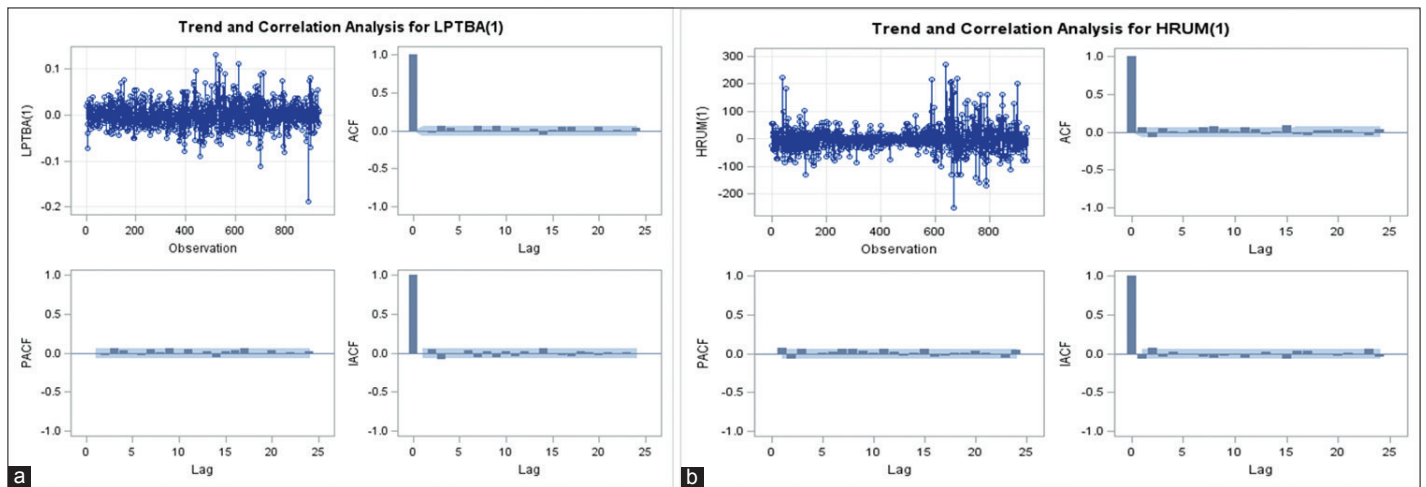 Trend and Correlation Analysis for LPTBA(1)
LPTBA(1)
0.1
0.0
-0.1
-0.2
0 200 400 600 800
Observation
ACF
1.0
0.5
0.0
-0.5
-1.0
0 5 10 15 20 25
Lag
PACF
1.0
0.5
0.0
-0.5
-1.0
0 5 10 15 20 25
Lag
IACF
1.0
0.5
0.0
-0.5
-1.0
0 5 10 15 20 25
Lag
a
Trend and Correlation Analysis for HRUM(1)
HRUM(1)
300
200
100
0
-100
-200
0 200 400 600 800
Observation
ACF
1.0
0.5
0.0
-0.5
-1.0
0 5 10 15 20 25
Lag
PACF
1.0
0.5
0.0
-0.5
-1.0
0 5 10 15 20 25
Lag
IACF
1.0
0.5
0.0
-0.5
-1.0
0 5 10 15 20 25
Lag
b